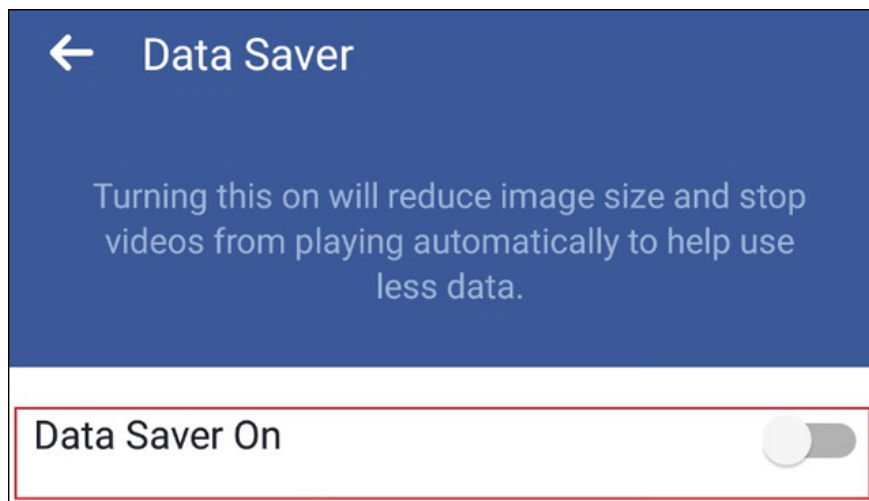 Data Saver
Turning this on will reduce image size and stop
videos from playing automatically to help use
less data.
Data Saver On